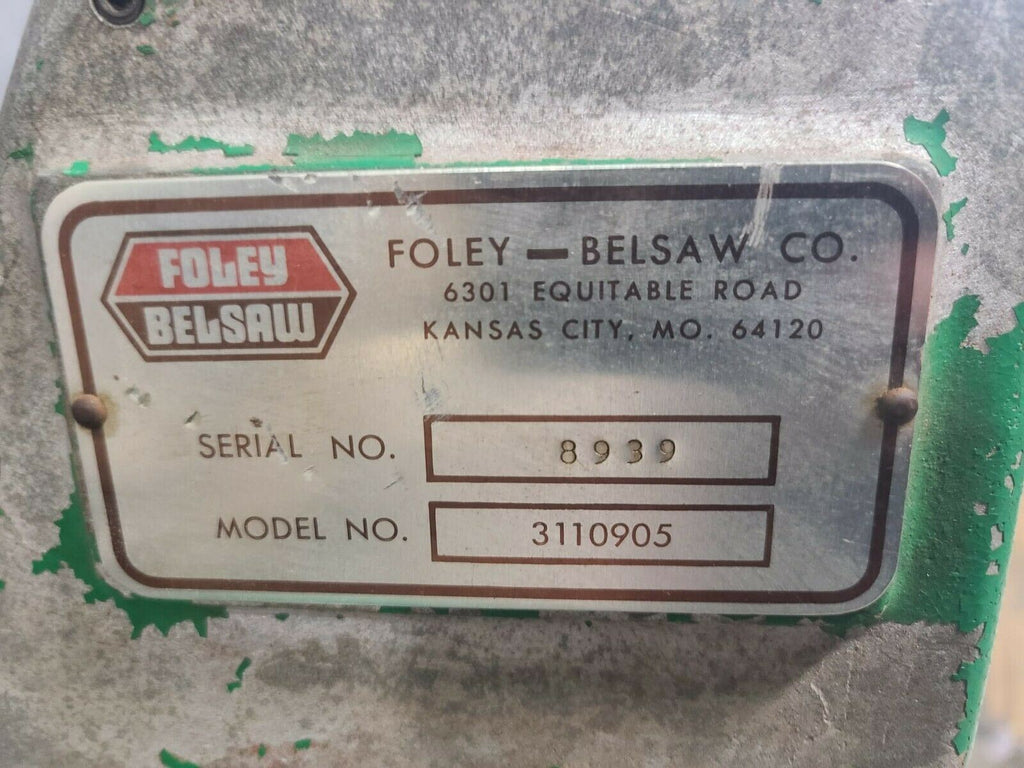 FOLEY
BELSAW
FOLEY — BELSAW CO.
6301 EQUITABLE ROAD
KANSAS CITY, MO. 64120
SERIAL NO. 8939
MODEL NO. 3110905